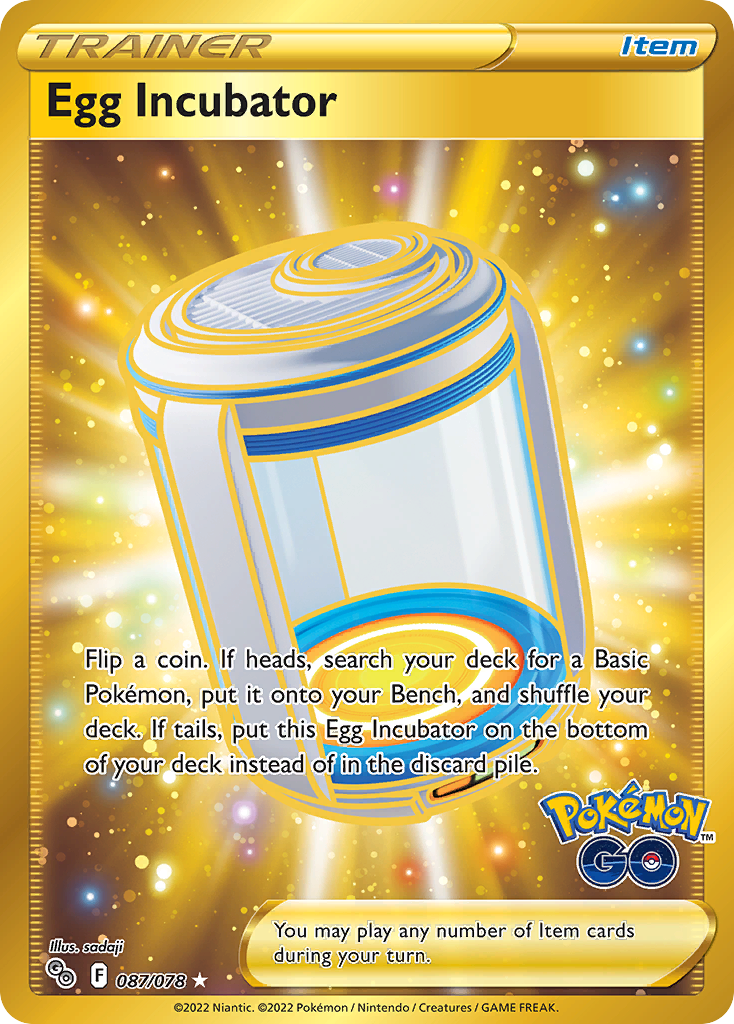 TRAINER
Item
Egg Incubator
Flip a coin. If heads, search your deck for a Basic
Pokémon, put it onto your Bench, and shuffle your
deck. If tails, put this Egg Incubator on the bottom
of your deck instead of in the discard pile.
POKÉMON™
GO
You may play any number of Item cards
during your turn.
Illus. sadaji
GO F 087/078 ★
©2022 Niantic. ©2022 Pokémon / Nintendo / Creatures / GAME FREAK.